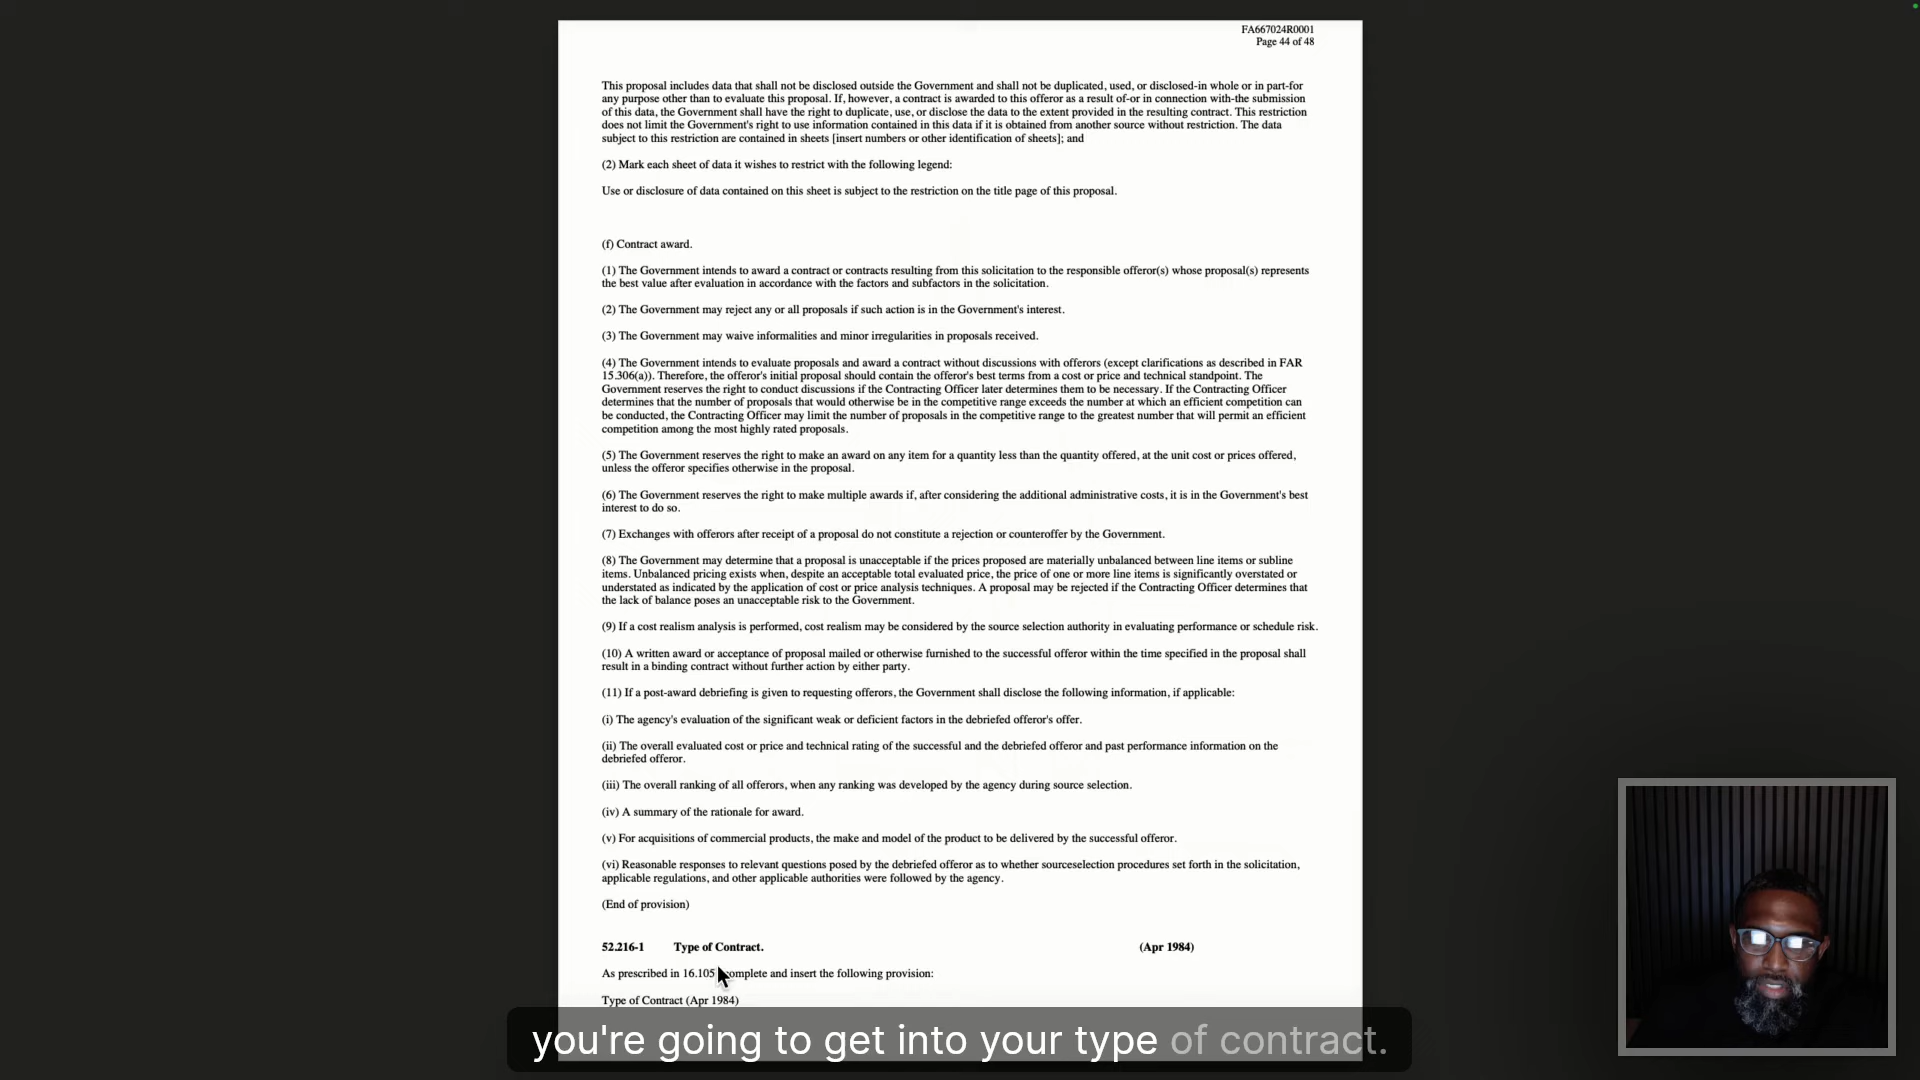 FA667024R0001
Page 44 of 48
This proposal includes data that shall not be disclosed outside the Government and shall not be duplicated, used, or disclosed-in whole or in part-for
any purpose other than to evaluate this proposal. If, however, a contract is awarded to this offeror as a result of-or in connection with-the submission
of this data, the Government shall have the right to duplicate, use, or disclose the data to the extent provided in the resulting contract. This restriction
does not limit the Government's right to use information contained in this data if it is obtained from another source without restriction. The data
subject to this restriction are contained in sheets [insert numbers or other identification of sheets]; and
(2) Mark each sheet of data it wishes to restrict with the following legend:
Use or disclosure of data contained on this sheet is subject to the restriction on the title page of this proposal.
(f) Contract award.
(1) The Government intends to award a contract or contracts resulting from this solicitation to the responsible offeror(s) whose proposal(s) represents
the best value after evaluation in accordance with the factors and subfactors in the solicitation.
(2) The Government may reject any or all proposals if such action is in the Government's interest.
(3) The Government may waive informalities and minor irregularities in proposals received.
(4) The Government intends to evaluate proposals and award a contract without discussions with offerors (except clarifications as described in FAR
15.306(a)). Therefore, the offeror's initial proposal should contain the offeror's best terms from a cost or price and technical standpoint. The
Government reserves the right to conduct discussions if the Contracting Officer later determines them to be necessary. If the Contracting Officer
determines that the number of proposals that would otherwise be in the competitive range exceeds the number at which an efficient competition can
be conducted, the Contracting Officer may limit the number of proposals in the competitive range to the greatest number that will permit an efficient
competition among the most highly rated proposals.
(5) The Government reserves the right to make an award on any item for a quantity less than the quantity offered, at the unit cost or prices offered,
unless the offeror specifies otherwise in the proposal.
(6) The Government reserves the right to make multiple awards if, after considering the additional administrative costs, it is in the Government's best
interest to do so.
(7) Exchanges with offerors after receipt of a proposal do not constitute a rejection or counteroffer by the Government.
(8) The Government may determine that a proposal is unacceptable if the prices proposed are materially unbalanced between line items or subline
items. Unbalanced pricing exists when, despite an acceptable total evaluated price, the price of one or more line items is significantly overstated or
understated as indicated by the application of cost or price analysis techniques. A proposal may be rejected if the Contracting Officer determines that
the lack of balance poses an unacceptable risk to the Government.
(9) If a cost realism analysis is performed, cost realism may be considered by the source selection authority in evaluating performance or schedule risk.
(10) A written award or acceptance of proposal mailed or otherwise furnished to the successful offeror within the time specified in the proposal shall
result in a binding contract without further action by either party.
(11) If a post-award debriefing is given to requesting offerors, the Government shall disclose the following information, if applicable:
(i) The agency's evaluation of the significant weak or deficient factors in the debriefed offeror's offer.
(ii) The overall evaluated cost or price and technical rating of the successful and the debriefed offeror and past performance information on the
debriefed offeror.
(iii) The overall ranking of all offerors, when any ranking was developed by the agency during source selection.
(iv) A summary of the rationale for award.
(v) For acquisitions of commercial products, the make and model of the product to be delivered by the successful offeror.
(vi) Reasonable responses to relevant questions posed by the debriefed offeror as to whether sourceselection procedures set forth in the solicitation,
applicable regulations, and other applicable authorities were followed by the agency.
(End of provision)
52.216-1 Type of Contract. (Apr 1984)
As prescribed in 16.105 complete and insert the following provision:
Type of Contract (Apr 1984)
you're going to get into your type of contract.